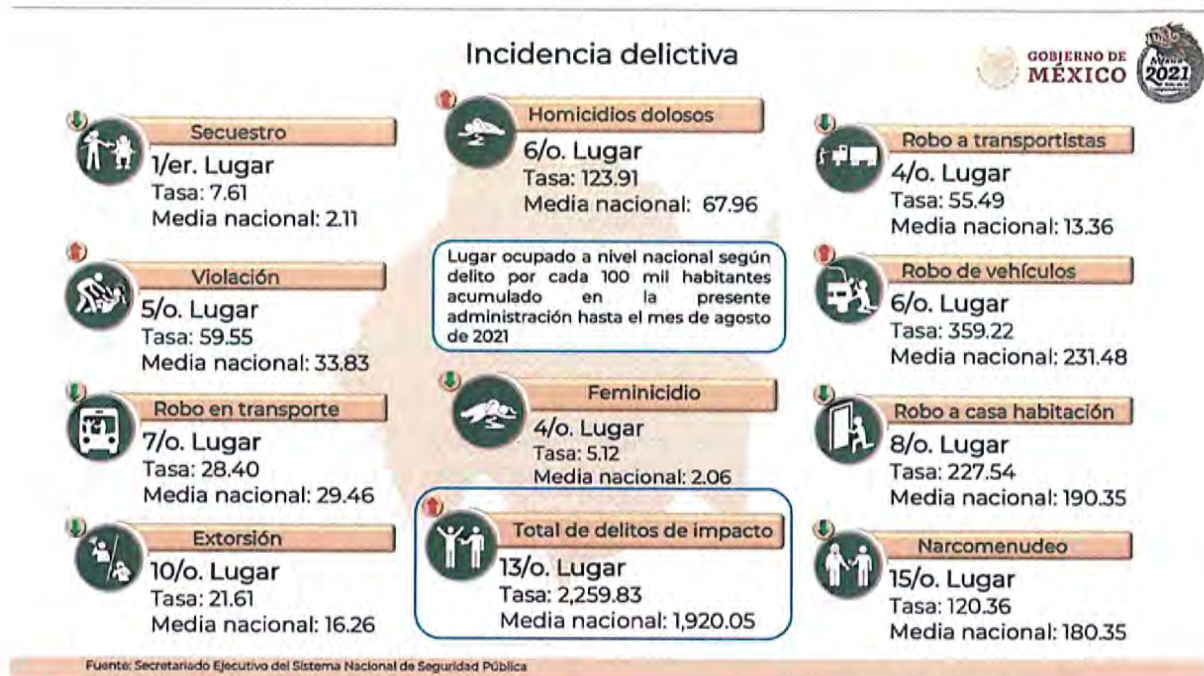 Incidencia delictiva
GOBIERNO DE
MÉXICO
2021
Secuestro
1/er. Lugar
Tasa: 7.61
Media nacional: 2.11
Homicidios dolosos
6/o. Lugar
Tasa: 123.91
Media nacional: 67.96
Robo a transportistas
4/o. Lugar
Tasa: 55.49
Media nacional: 13.36
Violación
5/o. Lugar
Tasa: 59.55
Media nacional: 33.83
Lugar ocupado a nivel nacional según
delito por cada 100 mil habitantes
acumulado en la presente
administración hasta el mes de agosto
de 2021
Robo de vehículos
6/o. Lugar
Tasa: 359.22
Media nacional: 231.48
Robo en transporte
7/o. Lugar
Tasa: 28.40
Media nacional: 29.46
Feminicidio
4/o. Lugar
Tasa: 5.12
Media nacional: 2.06
Robo a casa habitación
8/o. Lugar
Tasa: 227.54
Media nacional: 190.35
Extorsión
10/o. Lugar
Tasa: 21.61
Media nacional: 16.26
Total de delitos de impacto
13/o. Lugar
Tasa: 2,259.83
Media nacional: 1,920.05
Narcomenudeo
15/o. Lugar
Tasa: 120.36
Media nacional: 180.35
Fuente: Secretariado Ejecutivo del Sistema Nacional de Seguridad Pública